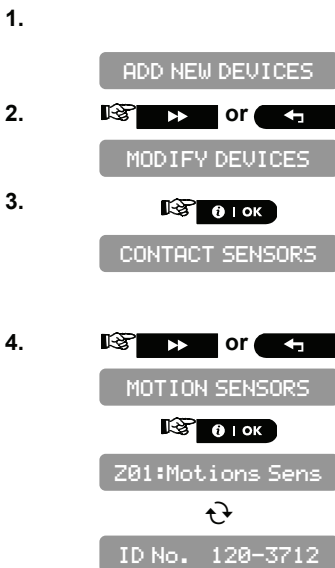 1.
ADD NEW DEVICES
2.
or
MODIFY DEVICES
3.
i | OK
CONTACT SENSORS
4.
or
MOTION SENSORS
i | OK
Z01:Motions Sens
ID No. 120-3712